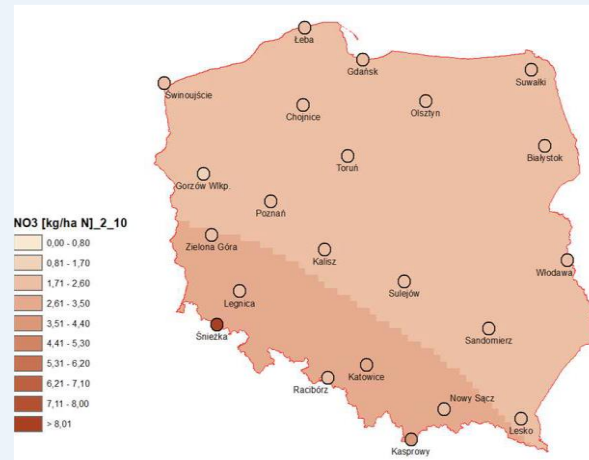 Łeba
Gdańsk
Suwałki
Świnoujście
Chojnice
Olsztyn
Białystok
Toruń
Gorzów Wlkp.
Poznań
NO3 [kg/ha N]_2_10
0,00 - 0,80
0,81 - 1,70
1,71 - 2,60
2,61 - 3,50
3,51 - 4,40
4,41 - 5,30
5,31 - 6,20
6,21 - 7,10
7,11 - 8,00
> 8,01
Zielona Góra
Kalisz
Włodawa
Legnica
Sulejów
Śnieżka
Sandomierz
Katowice
Racibórz
Nowy Sącz
Lesko
Kasprowy